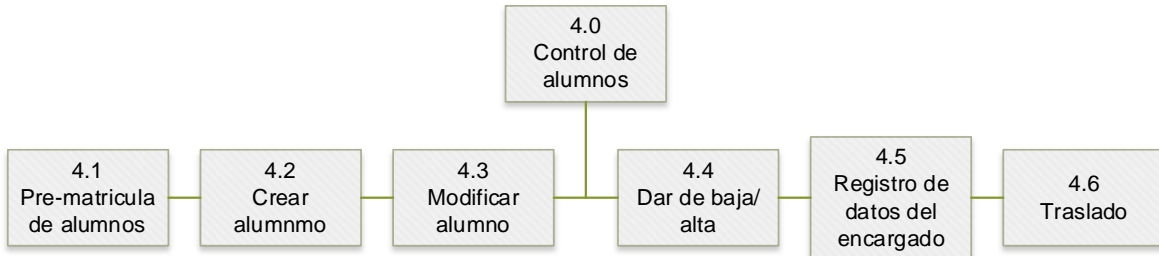 4.0
Control de
alumnos
4.1
Pre-matricula
de alumnos
4.2
Crear
alumnmo
4.3
Modificar
alumno
4.4
Dar de baja/
alta
4.5
Registro de
datos del
encargado
4.6
Traslado